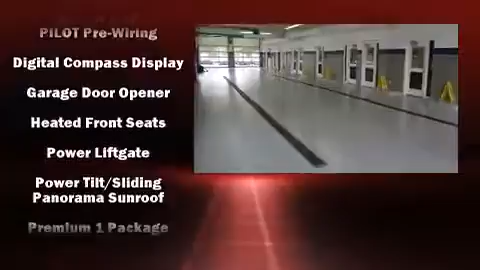 PILOT Pre-Wiring
Digital Compass Display
Garage Door Opener
Heated Front Seats
Power Liftgate
Power Tilt/Sliding
Panorama Sunroof
Premium 1 Package